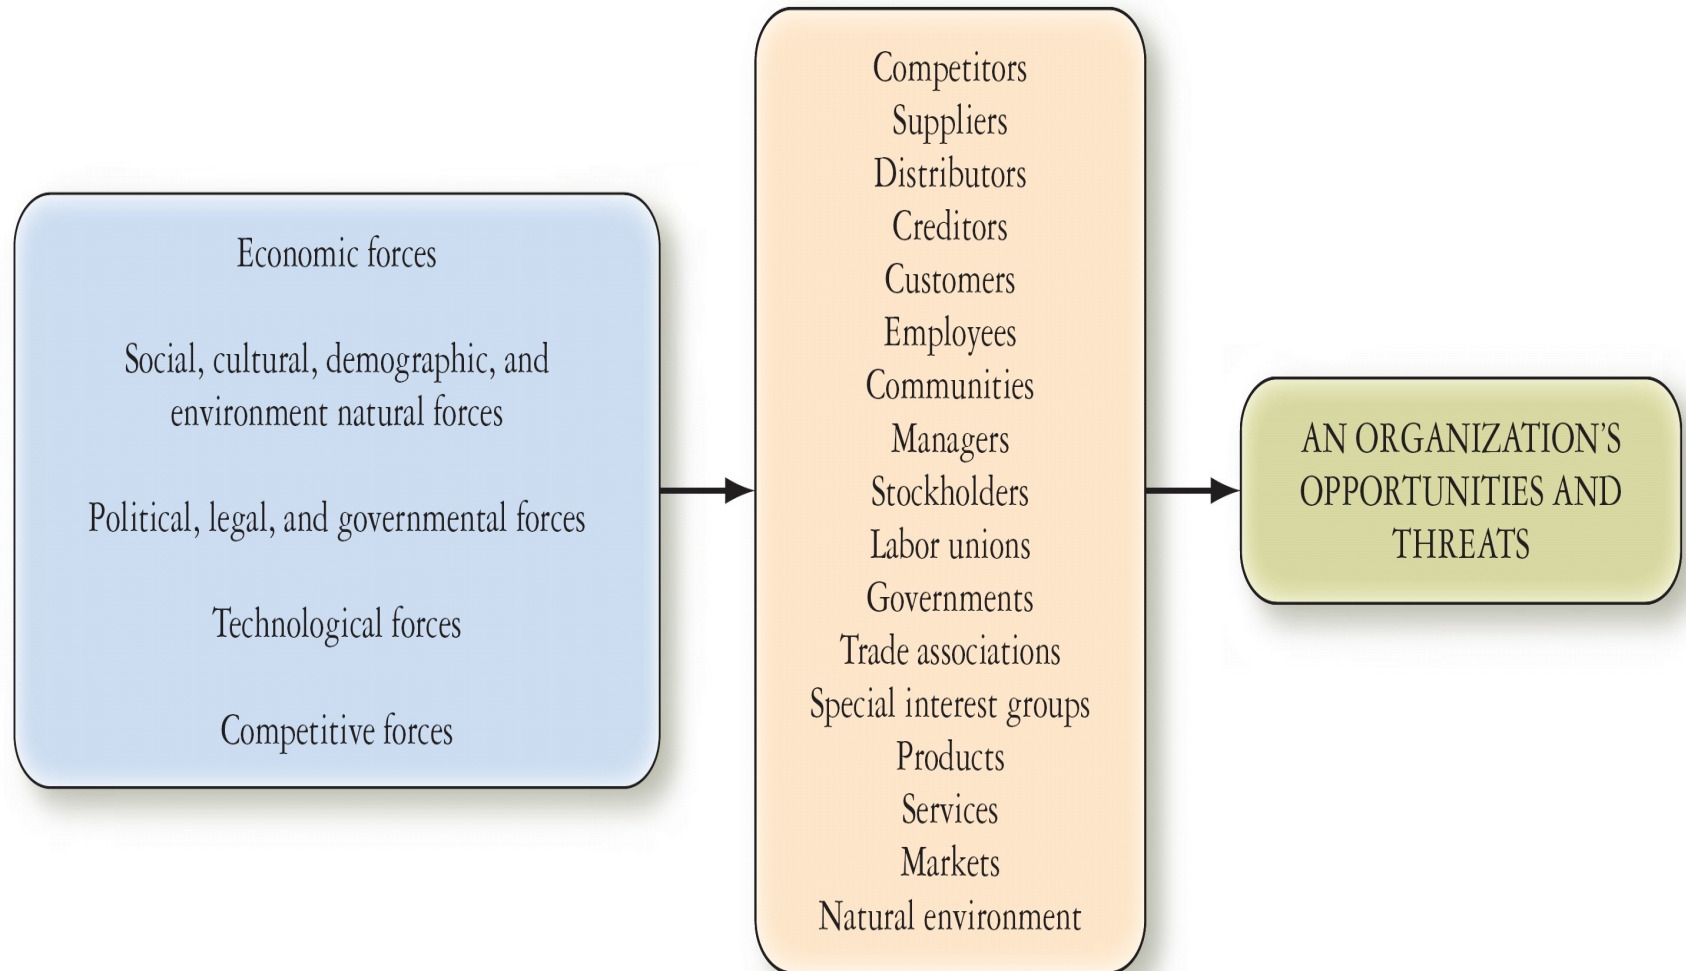 Economic forces
Social, cultural, demographic, and
environment natural forces
Political, legal, and governmental forces
Technological forces
Competitive forces
Competitors
Suppliers
Distributors
Creditors
Customers
Employees
Communities
Managers
Stockholders
Labor unions
Governments
Trade associations
Special interest groups
Products
Services
Markets
Natural environment
AN ORGANIZATION'S
OPPORTUNITIES AND
THREATS